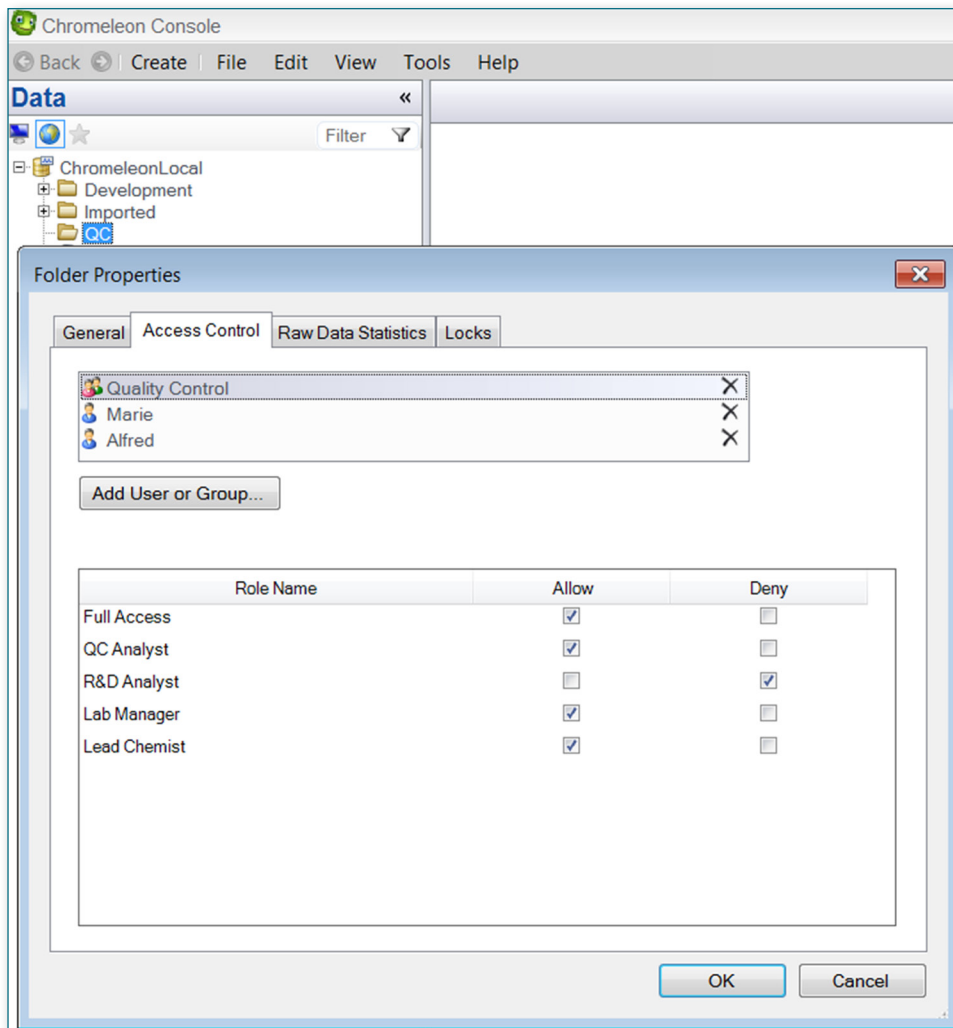 Chromeleon Console
Back Create File Edit View Tools Help
Data «
Filter
ChromeleonLocal
Development
Imported
QC
Folder Properties
General Access Control Raw Data Statistics Locks
Quality Control
Marie
Alfred
Add User or Group...
Role Name Allow Deny
Full Access
QC Analyst
R&D Analyst
Lab Manager
Lead Chemist
OK Cancel